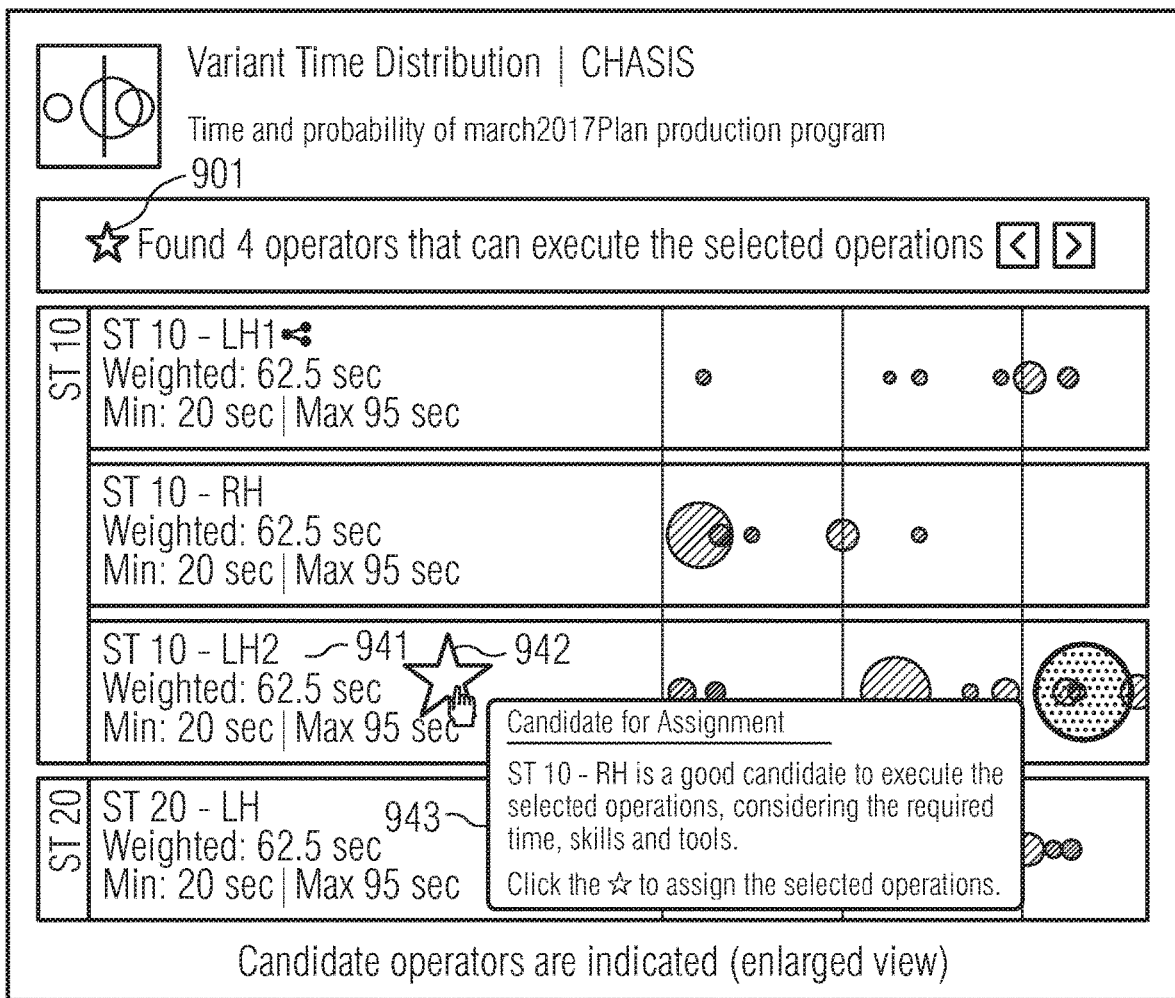 Variant Time Distribution | CHASIS
Time and probability of march2017Plan production program
901
☆ Found 4 operators that can execute the selected operations < >
ST 10
ST 10 - LH1
Weighted: 62.5 sec
Min: 20 sec | Max 95 sec
ST 10 - RH
Weighted: 62.5 sec
Min: 20 sec | Max 95 sec
ST 10 - LH2 941 942
Weighted: 62.5 sec
Min: 20 sec | Max 95 sec
Candidate for Assignment
ST 10 - RH is a good candidate to execute the
selected operations, considering the required
time, skills and tools.
Click the ☆ to assign the selected operations.
943
ST 20
ST 20 - LH
Weighted: 62.5 sec
Min: 20 sec | Max 95 sec
Candidate operators are indicated (enlarged view)